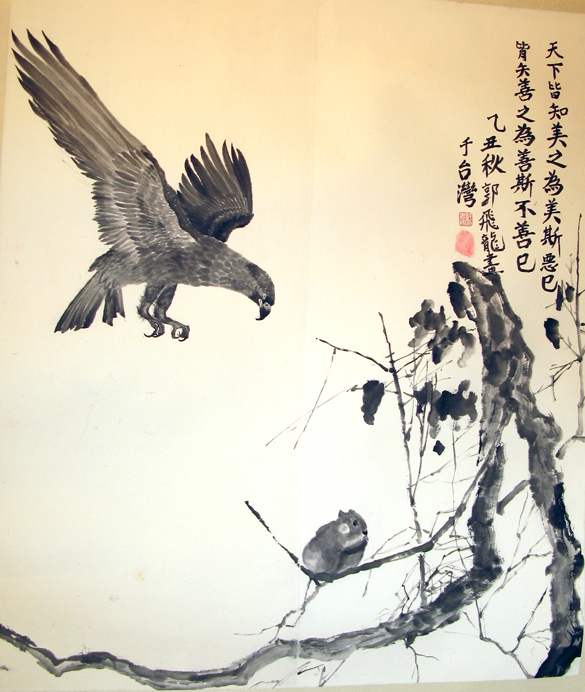 天下皆知美之為美斯惡已
皆矢善之為善斯不善已
乙丑秋郭飛龍畫
于台灣